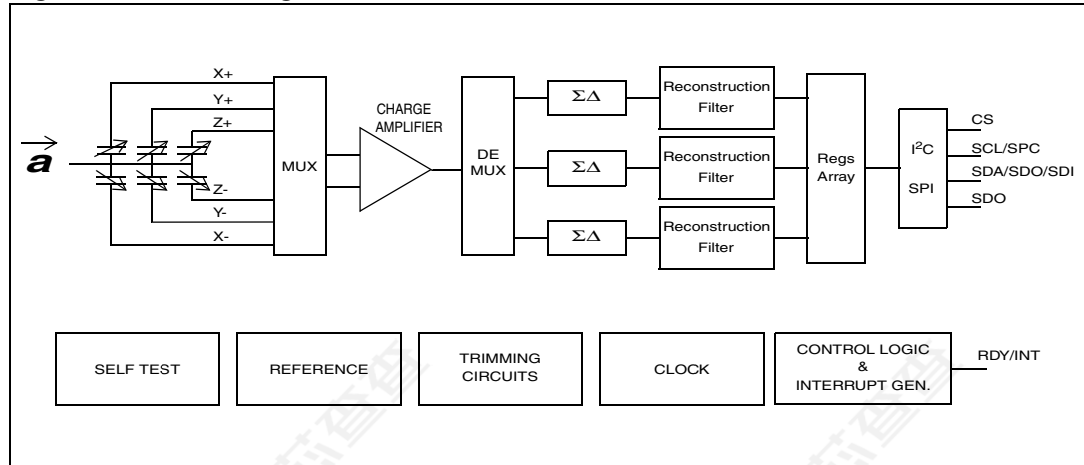 X+
Y+
Z+
a
Z-
Y-
X-
MUX
CHARGE
AMPLIFIER
DE
MUX
ΣΔ
ΣΔ
ΣΔ
Reconstruction
Filter
Reconstruction
Filter
Reconstruction
Filter
Regs
Array
I²C
SPI
CS
SCL/SPC
SDA/SDO/SDI
SDO
SELF TEST
REFERENCE
TRIMMING
CIRCUITS
CLOCK
CONTROL LOGIC
&
INTERRUPT GEN.
RDY/INT